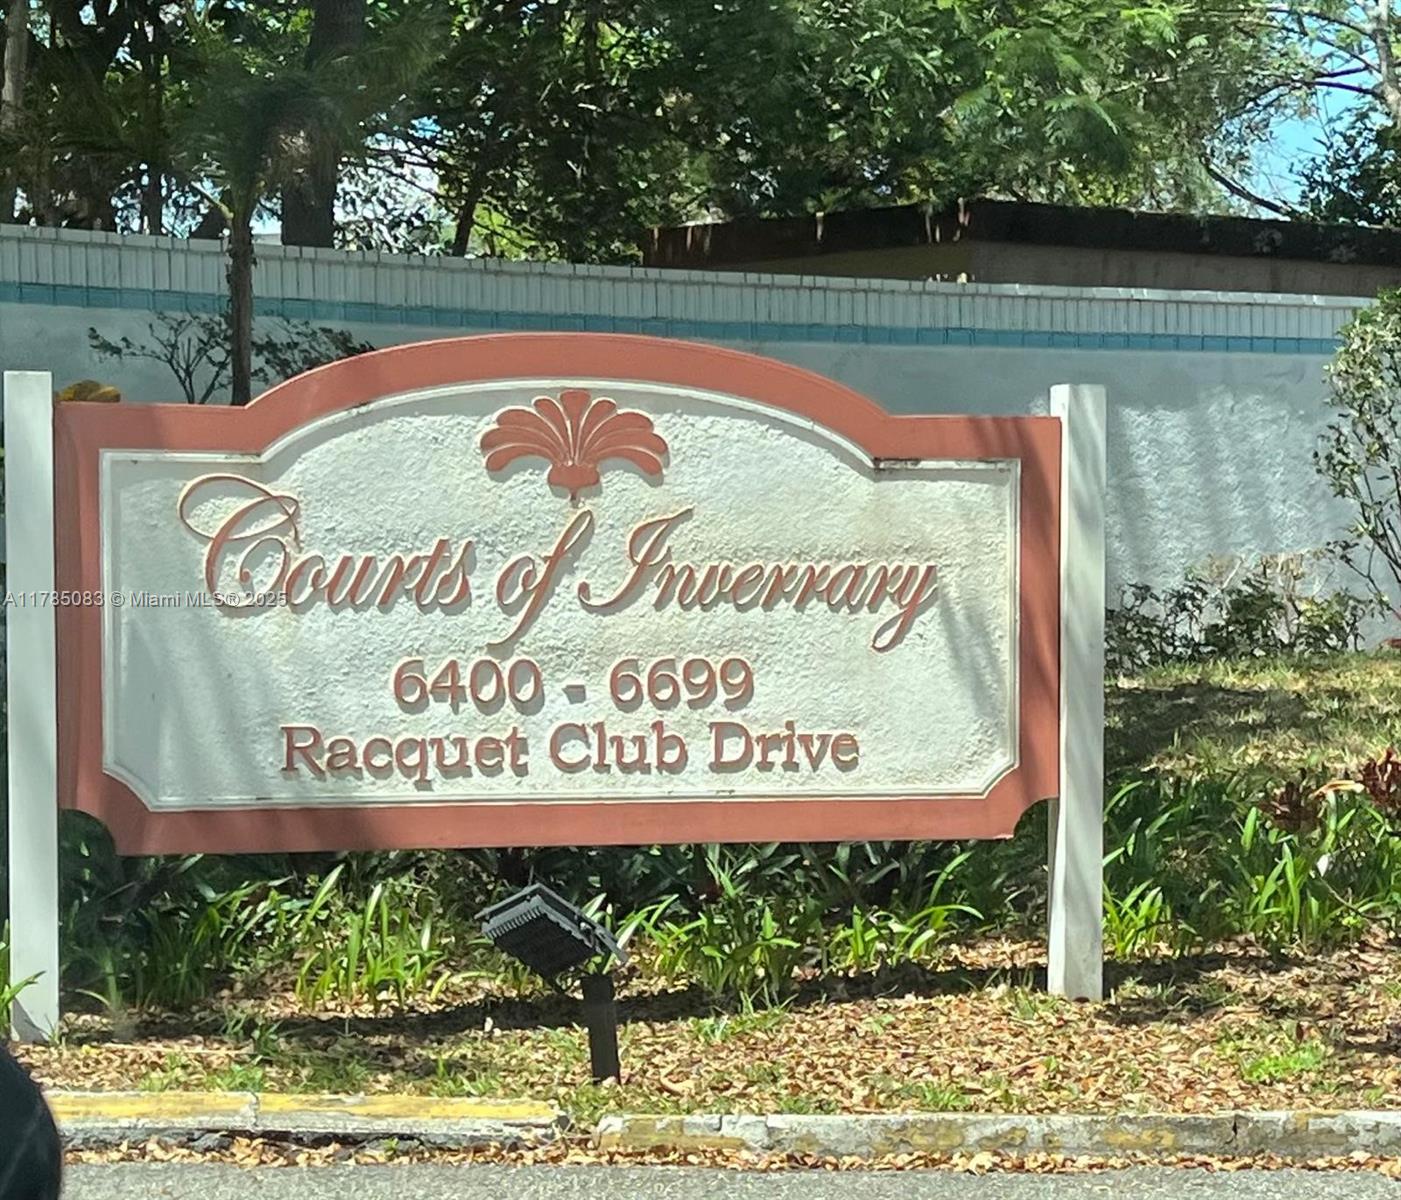 Courts of Inverrary
6400 - 6699
Racquet Club Drive
A11785083 © Miami MLS® 2025